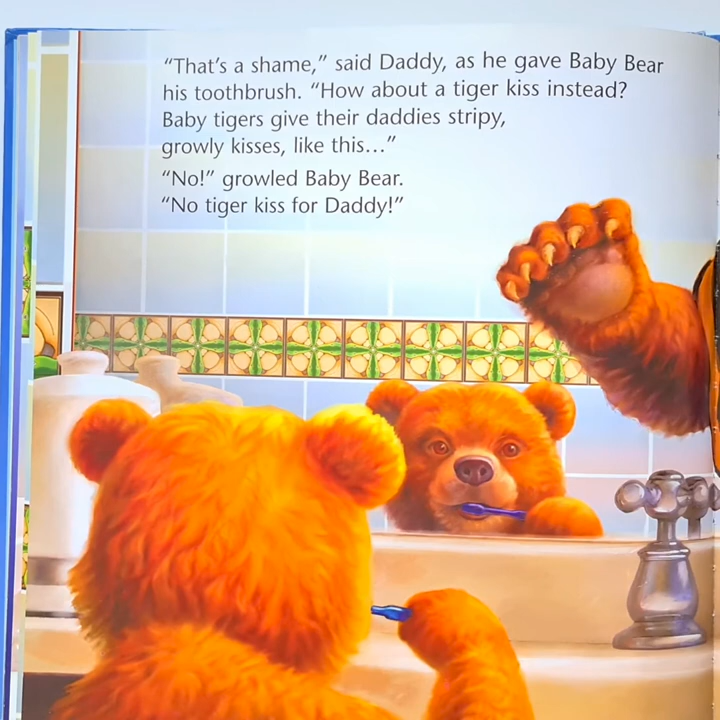 “That’s a shame,” said Daddy, as he gave Baby Bear
his toothbrush. “How about a tiger kiss instead?
Baby tigers give their daddies stripy,
growly kisses, like this…”
“No!” growled Baby Bear.
“No tiger kiss for Daddy!”